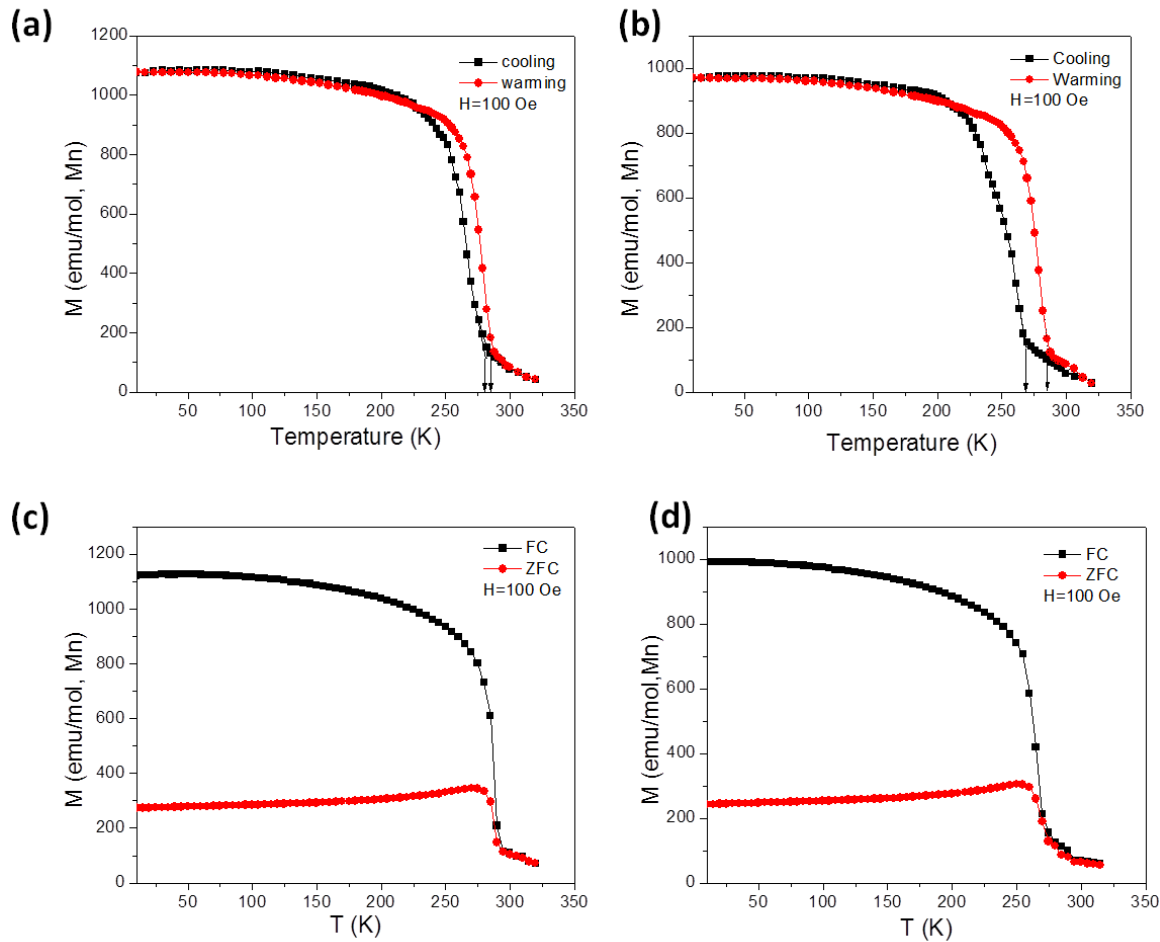 (a)
1200
1000
800
600
400
200
0
M (emu/mol, Mn)
cooling
warming
H=100 Oe
50 100 150 200 250 300 350
Temperature (K)
(b)
1000
800
600
400
200
0
M (emu/mol, Mn)
Cooling
Warming
H=100 Oe
50 100 150 200 250 300 350
Temperature (K)
(c)
1200
1000
800
600
400
200
0
M (emu/mol, Mn)
FC
ZFC
H=100 Oe
50 100 150 200 250 300 350
T (K)
(d)
1000
800
600
400
200
0
M (emu/mol,Mn)
FC
ZFC
H=100 Oe
50 100 150 200 250 300 350
T (K)